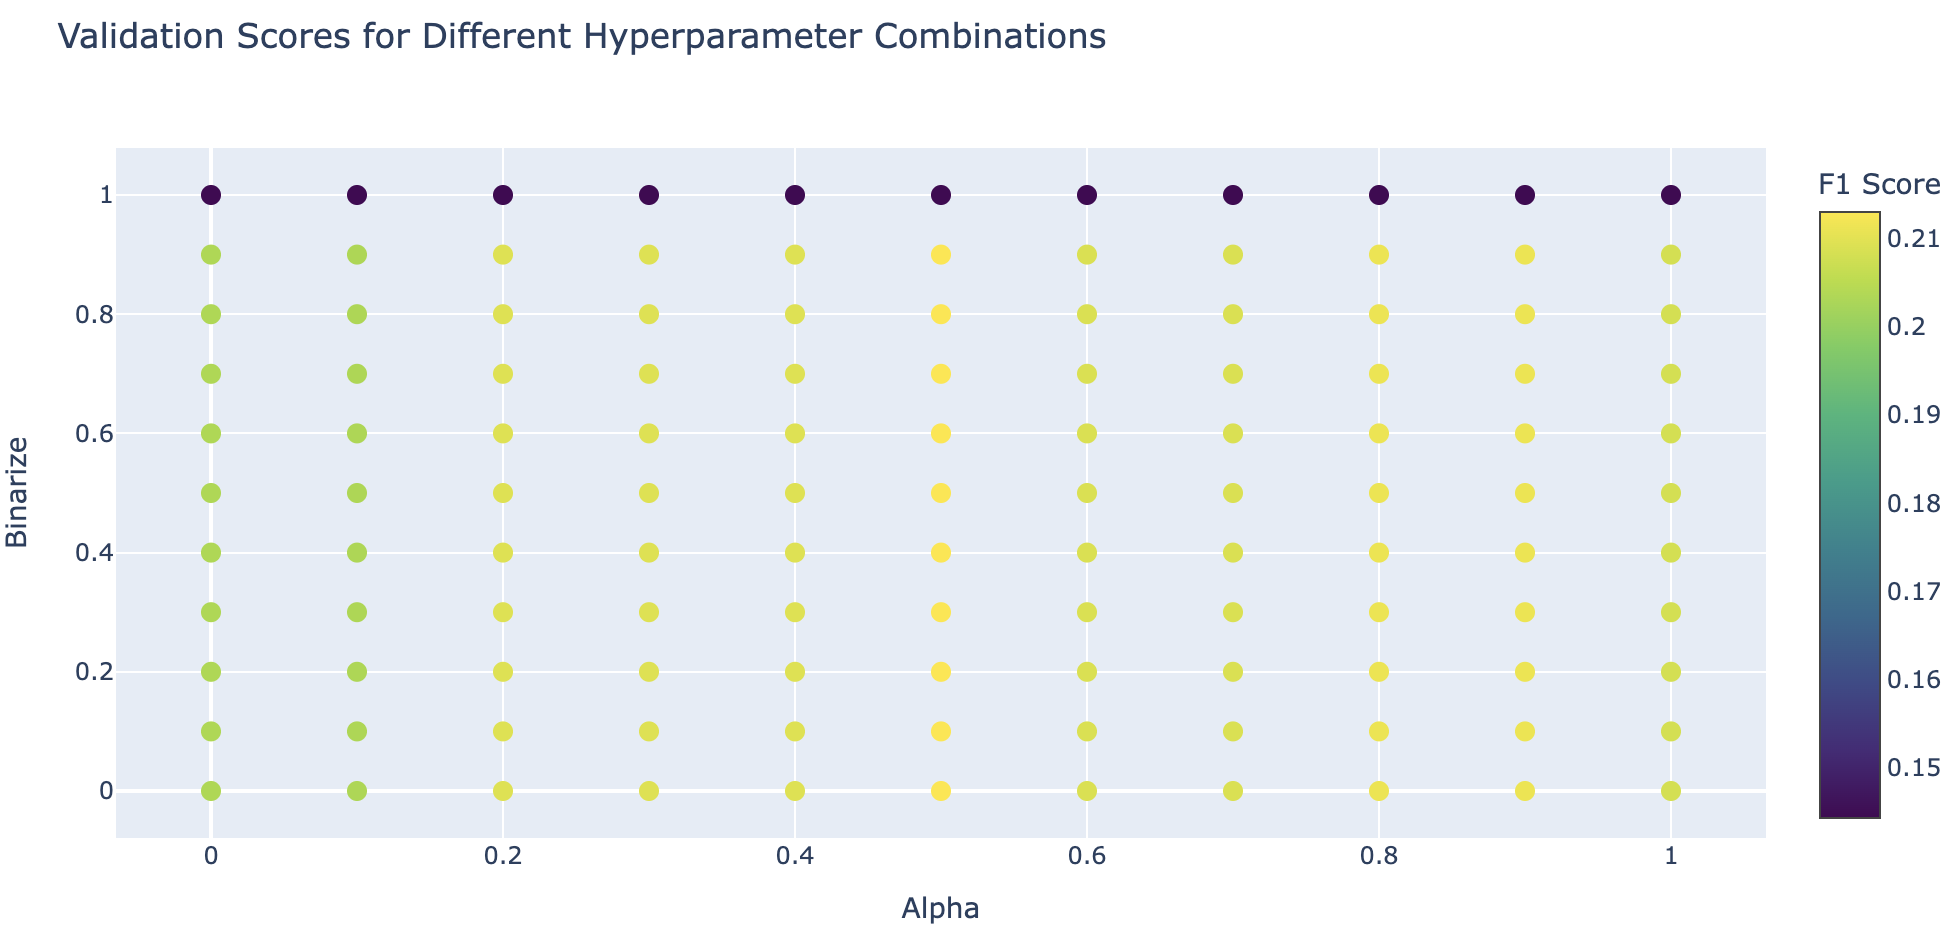 Validation Scores for Different Hyperparameter Combinations
F1 Score
1
0.8
0.6
0.4
0.2
0
Binarize
0 0.2 0.4 0.6 0.8 1
Alpha
0.21
0.2
0.19
0.18
0.17
0.16
0.15